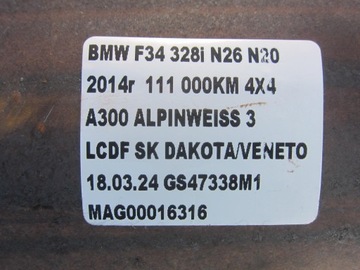 BMW F34 328i N26 N20
2014r 111 000KM 4X4
A300 ALPINWEISS 3
LCDF SK DAKOTA/VENETO
18.03.24 GS47338M1
MAG00016316